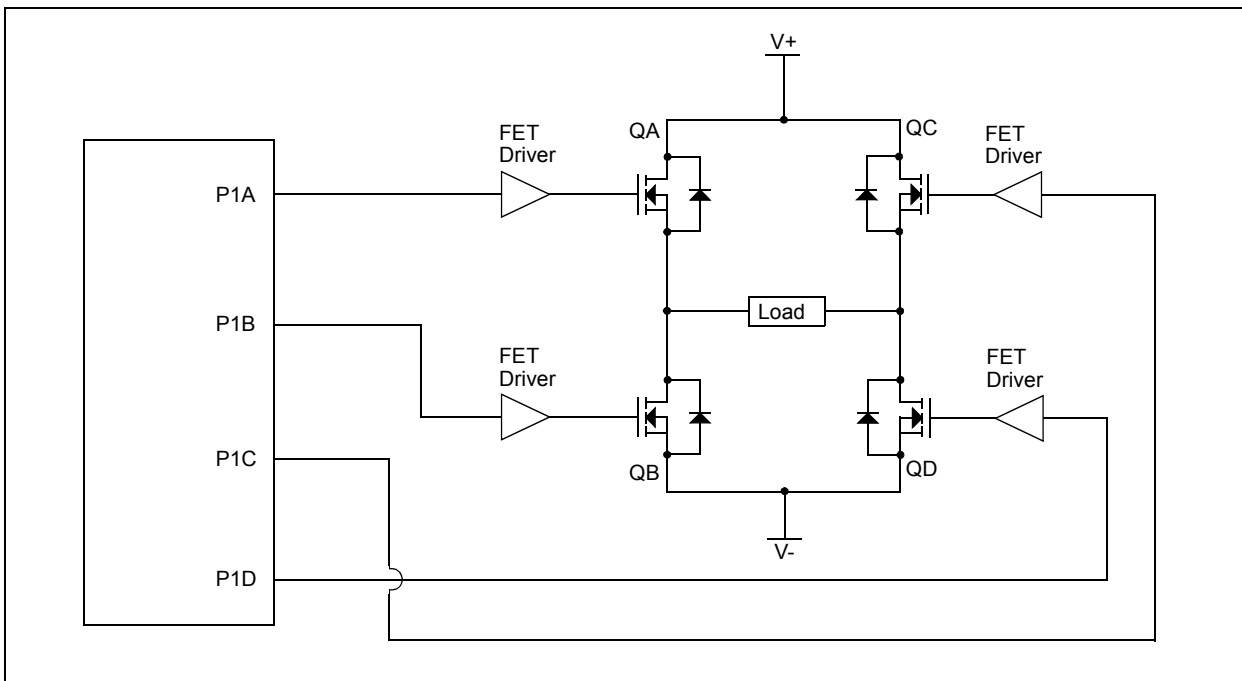 V+
QA
QC
FET
Driver
FET
Driver
P1A
Load
P1B
FET
Driver
FET
Driver
P1C
QB
QD
V-
P1D